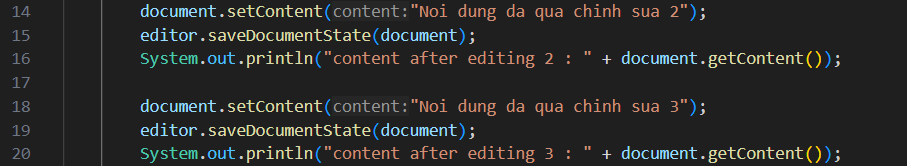 14 document.setContent(content:"Noi dung da qua chinh sua 2");
15 editor.saveDocumentState(document);
16 System.out.println("content after editing 2 : " + document.getContent());
17
18 document.setContent(content:"Noi dung da qua chinh sua 3");
19 editor.saveDocumentState(document);
20 System.out.println("content after editing 3 : " + document.getContent());